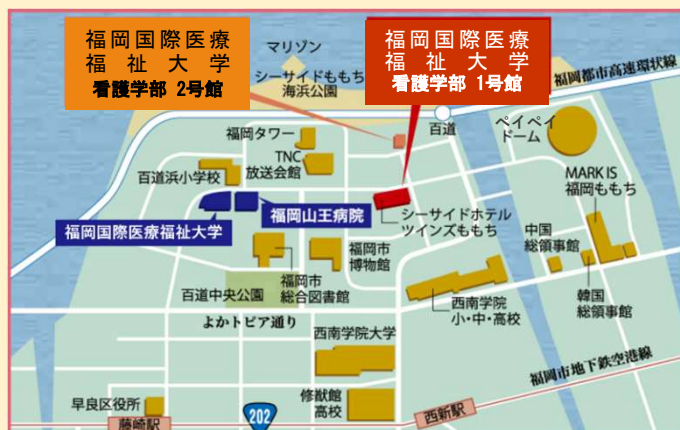 福岡国際医療
福祉大学
看護学部 2号館
マリゾン
シーサイドももち
海浜公園
福岡国際医療
福祉大学
看護学部 1号館
福岡都市高速環状線
百道
ペイペイ
ドーム
福岡タワー
TNC
放送会館
百道浜小学校
MARK IS
福岡ももち
福岡国際医療福祉大学
福岡山王病院
シーサイドホテル
ツインズももち
中国
総領事館
福岡市
博物館
福岡市
総合図書館
百道中央公園
西南学院
小・中・高校
韓国
総領事館
よかトピア通り
西南学院大学
福岡市地下鉄空港線
早良区役所
藤崎駅
202
修猷館
高校
西新駅